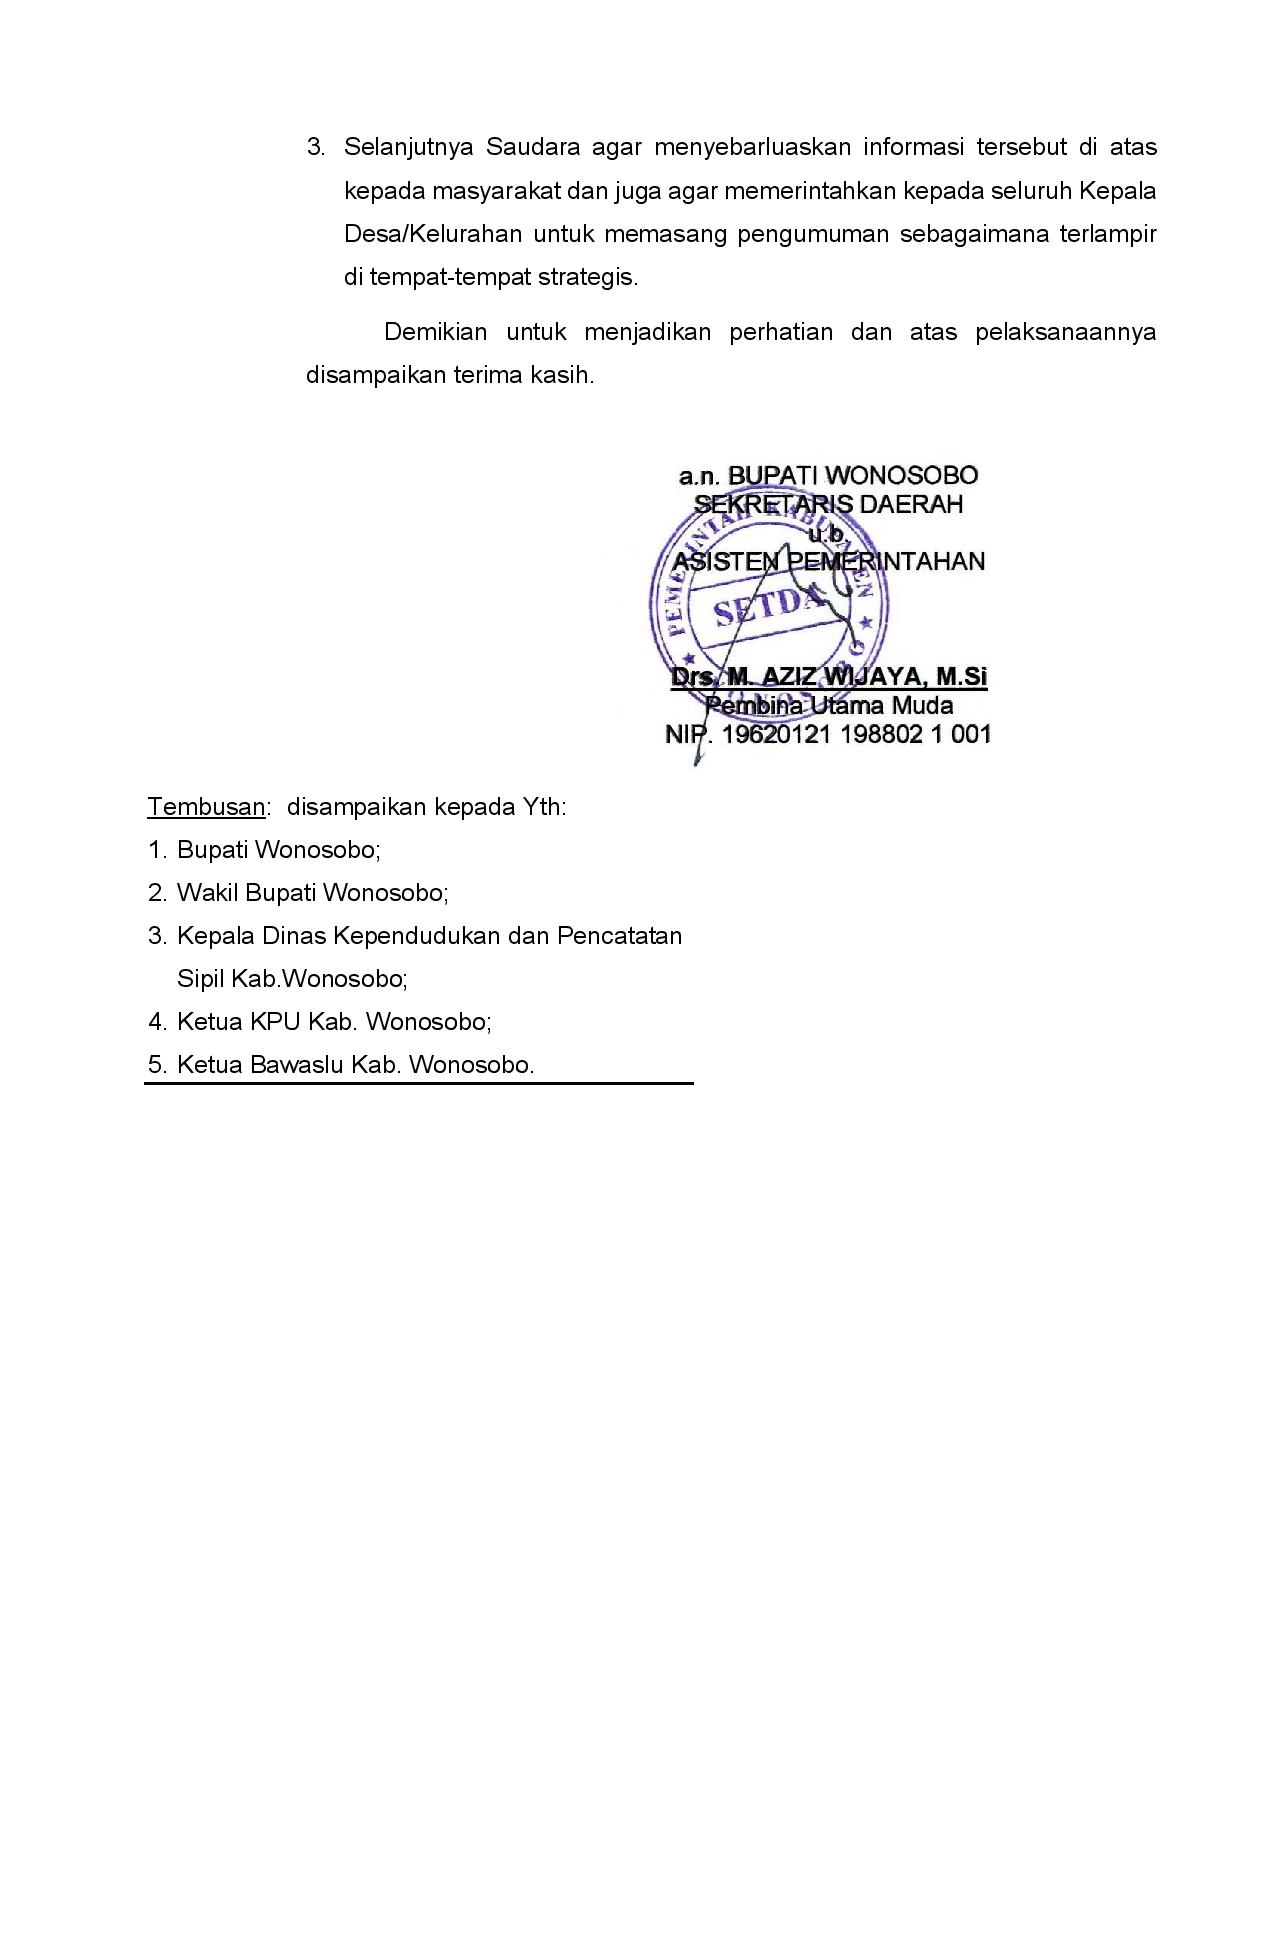 3. Selanjutnya Saudara agar menyebarluaskan informasi tersebut di atas
kepada masyarakat dan juga agar memerintahkan kepada seluruh Kepala
Desa/Kelurahan untuk memasang pengumuman sebagaimana terlampir
di tempat-tempat strategis.
Demikian untuk menjadikan perhatian dan atas pelaksanaannya
disampaikan terima kasih.
a.n. BUPATI WONOSOBO
SEKRETARIS DAERAH
u.b.
ASISTEN PEMERINTAHAN
PEMERINTAH KABUPATEN
SETDA
WONOSOBO
Drs. M. AZIZ WIJAYA, M.Si
Pembina Utama Muda
NIP. 19620121 198802 1 001
Tembusan: disampaikan kepada Yth:
1. Bupati Wonosobo;
2. Wakil Bupati Wonosobo;
3. Kepala Dinas Kependudukan dan Pencatatan
Sipil Kab.Wonosobo;
4. Ketua KPU Kab. Wonosobo;
5. Ketua Bawaslu Kab. Wonosobo.